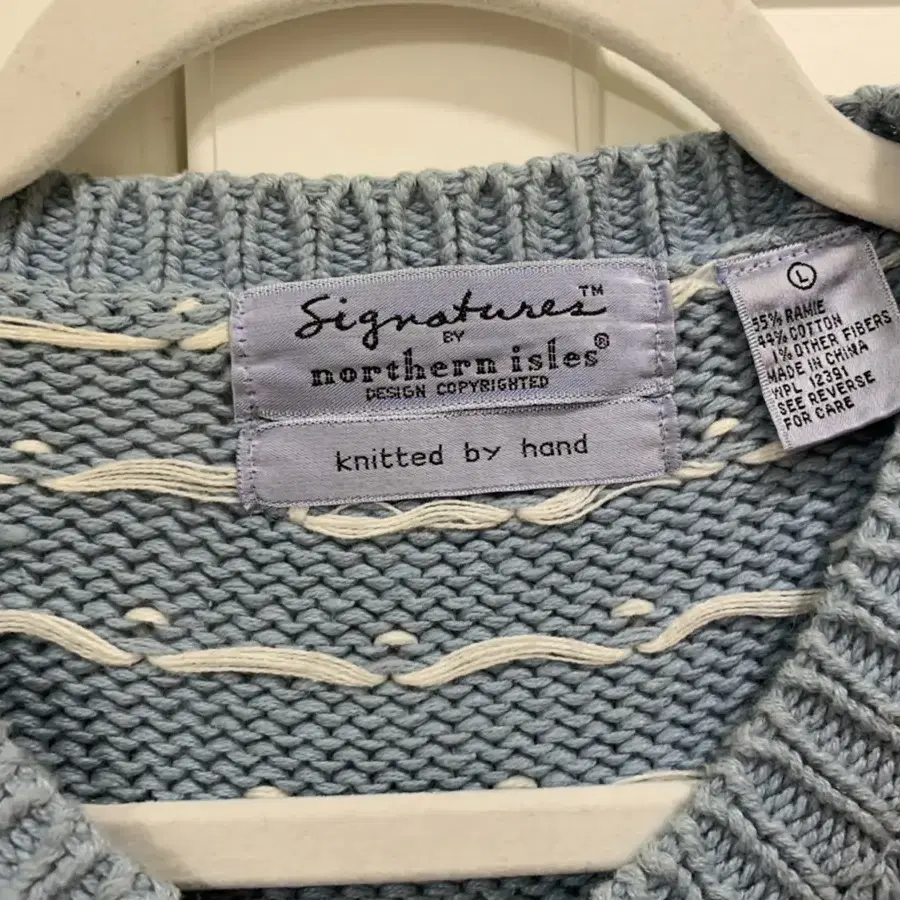 Signatures™
BY
northern isles®
DESIGN COPYRIGHTED
knitted by hand
L
55% RAMIE
44% COTTON
1% OTHER FIBERS
MADE IN CHINA
WPL 12391
SEE REVERSE
FOR CARE